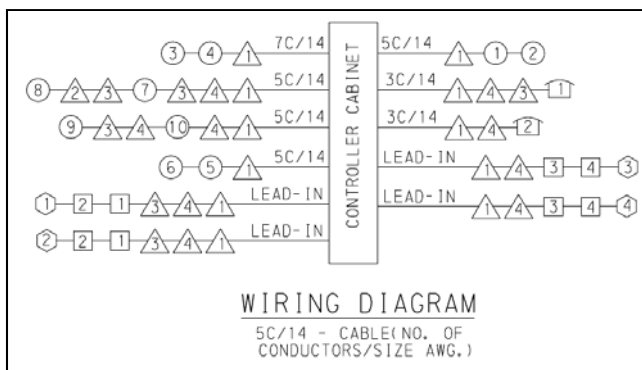 3 4 1 7C/14 5C/14 1 1 2
8 2 3 7 3 4 1 5C/14 3C/14 1 4 3 1
9 3 4 10 4 1 5C/14 3C/14 1 4 2
6 5 1 5C/14 LEAD-IN 1 4 3 4 3
1 2 1 3 4 1 LEAD-IN LEAD-IN 1 4 3 4 4
2 2 1 3 4 1 LEAD-IN
CONTROLLER CABINET
WIRING DIAGRAM
5C/14 - CABLE(NO. OF
CONDUCTORS/SIZE AWG.)